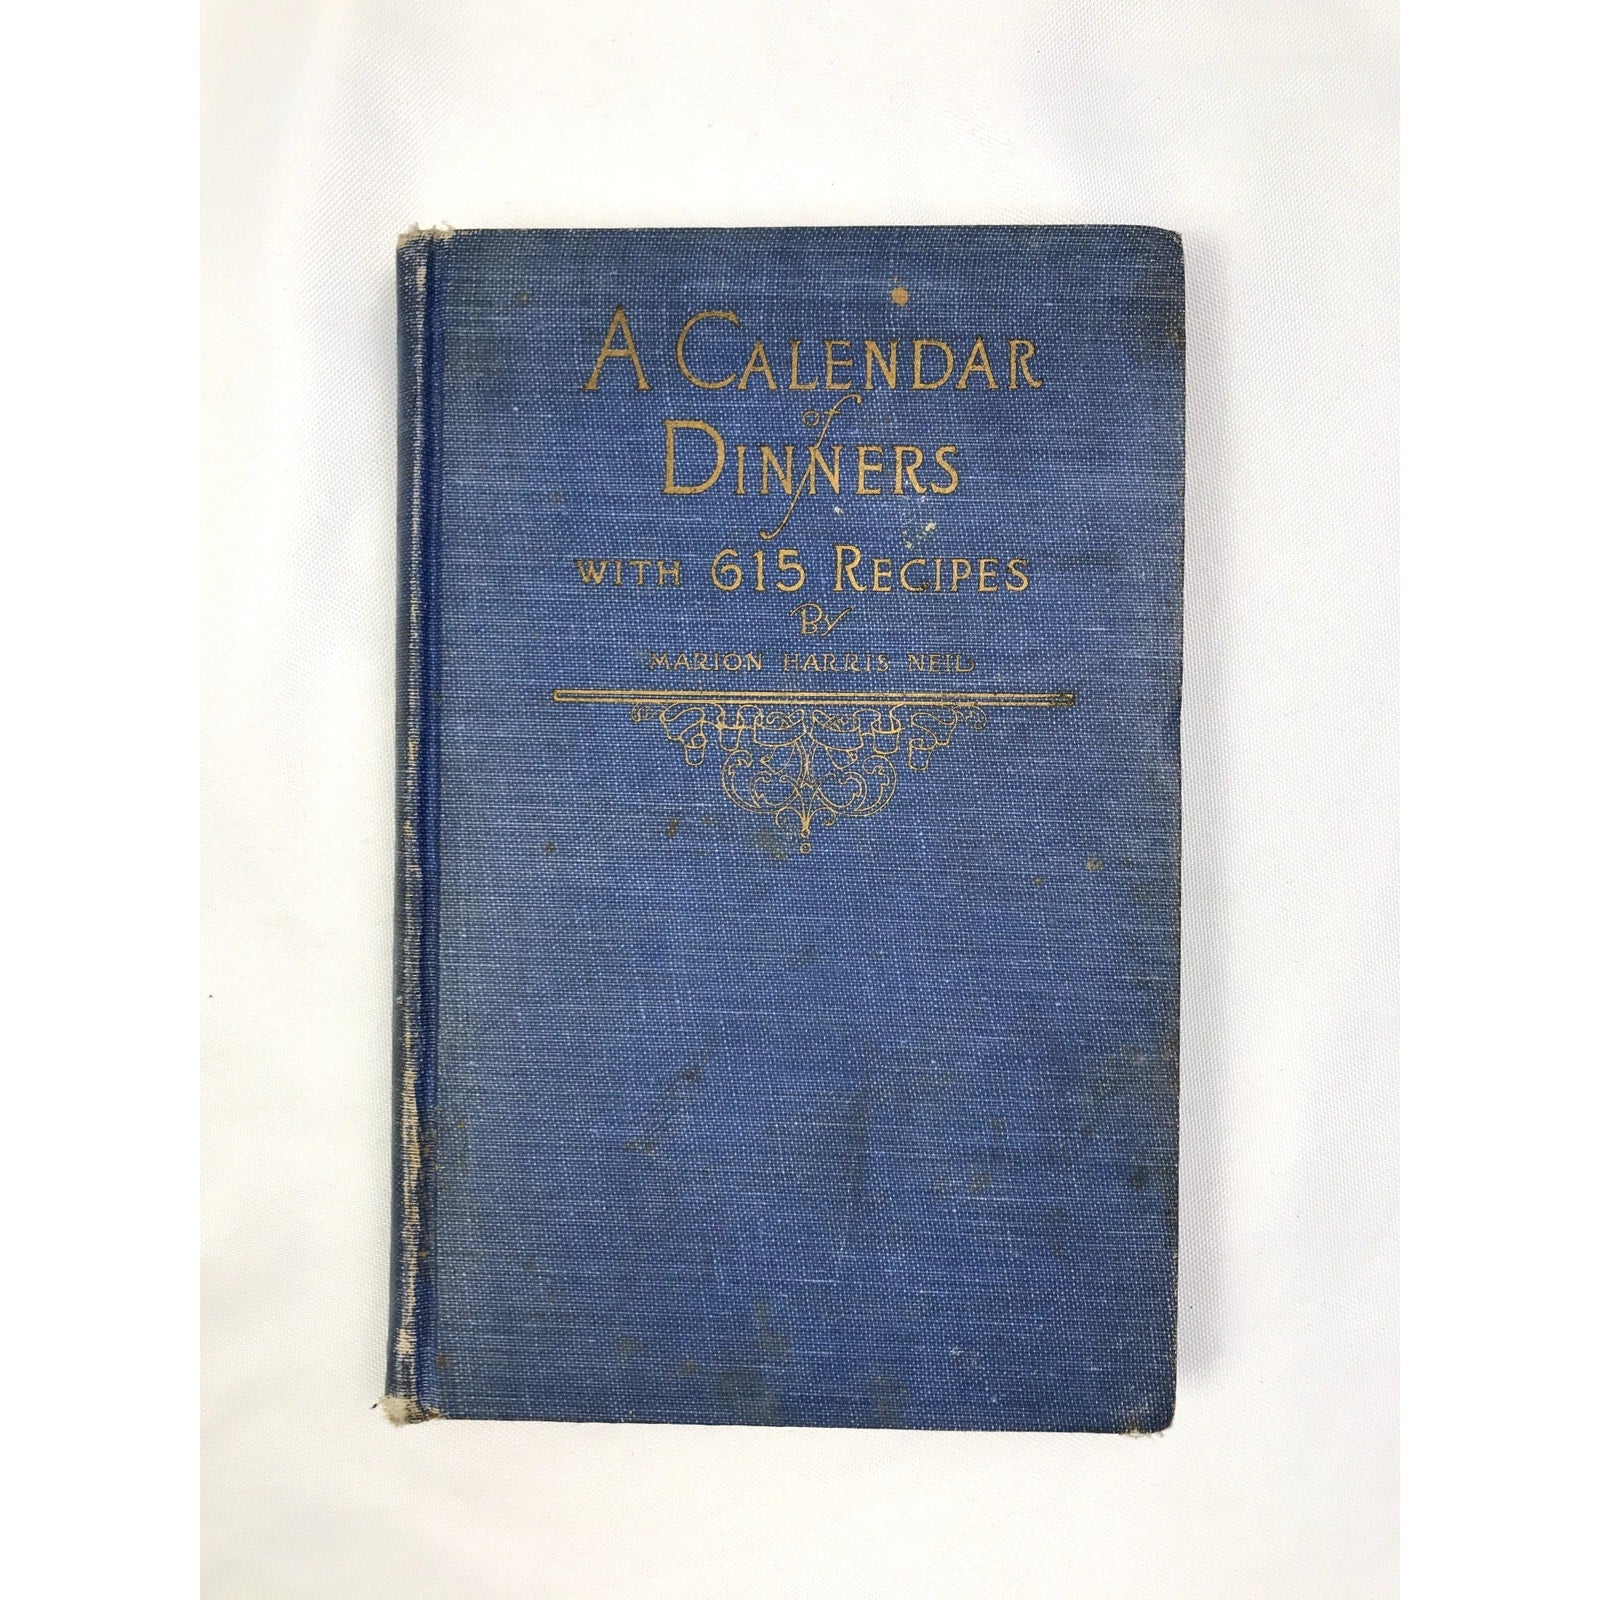 A CALENDAR
of
DINNERS
WITH 615 RECIPES
By
MARION HARRIS NEIL